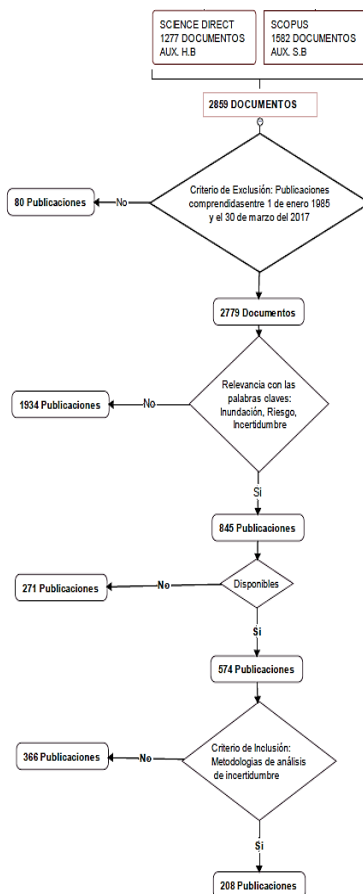 SCIENCE DIRECT
1277 DOCUMENTOS
AUX. H.B
SCOPUS
1582 DOCUMENTOS
AUX. S.B
2859 DOCUMENTOS
Criterio de Exclusión: Publicaciones
comprendidasentre 1 de enero 1985
y el 30 de marzo del 2017
No
80 Publicaciones
2779 Documentos
Relevancia con las
palabras claves:
Inundación, Riesgo,
Incertidumbre
No
1934 Publicaciones
Si
845 Publicaciones
Disponibles
No
271 Publicaciones
Si
574 Publicaciones
Criterio de Inclusión:
Metodologias de análisis
de incertidumbre
No
366 Publicaciones
Si
208 Publicaciones